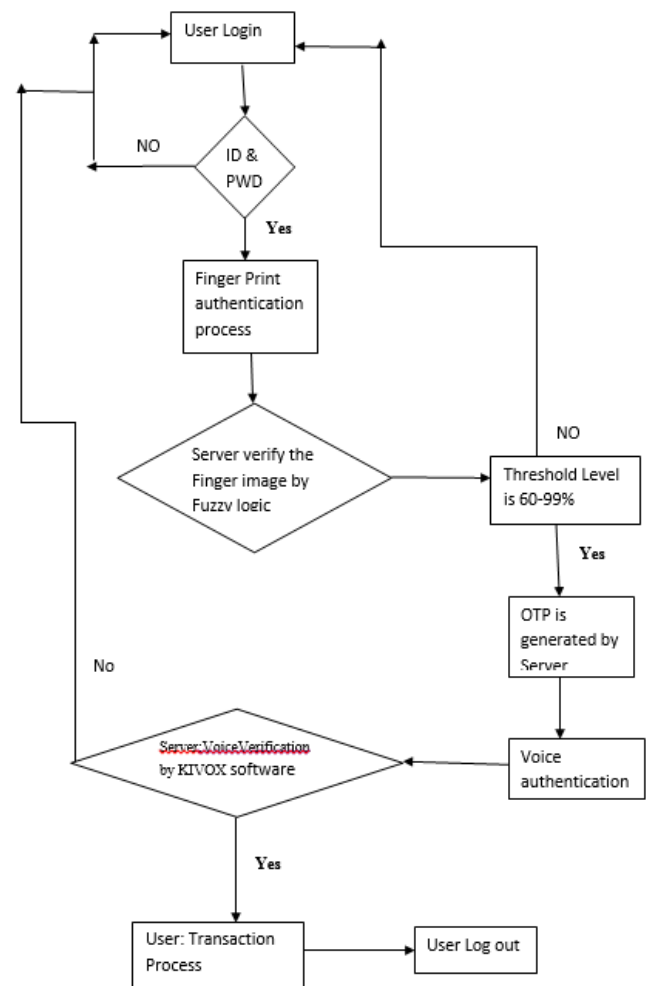 User Login
NO
ID &
PWD
Yes
Finger Print
authentication
process
Server verify the
Finger image by
Fuzzy logic
NO
Threshold Level
is 60-99%
Yes
OTP is
generated by
Server
No
Server:VoiceVerification
by KIVOX software
Voice
authentication
Yes
User: Transaction
Process
User Log out